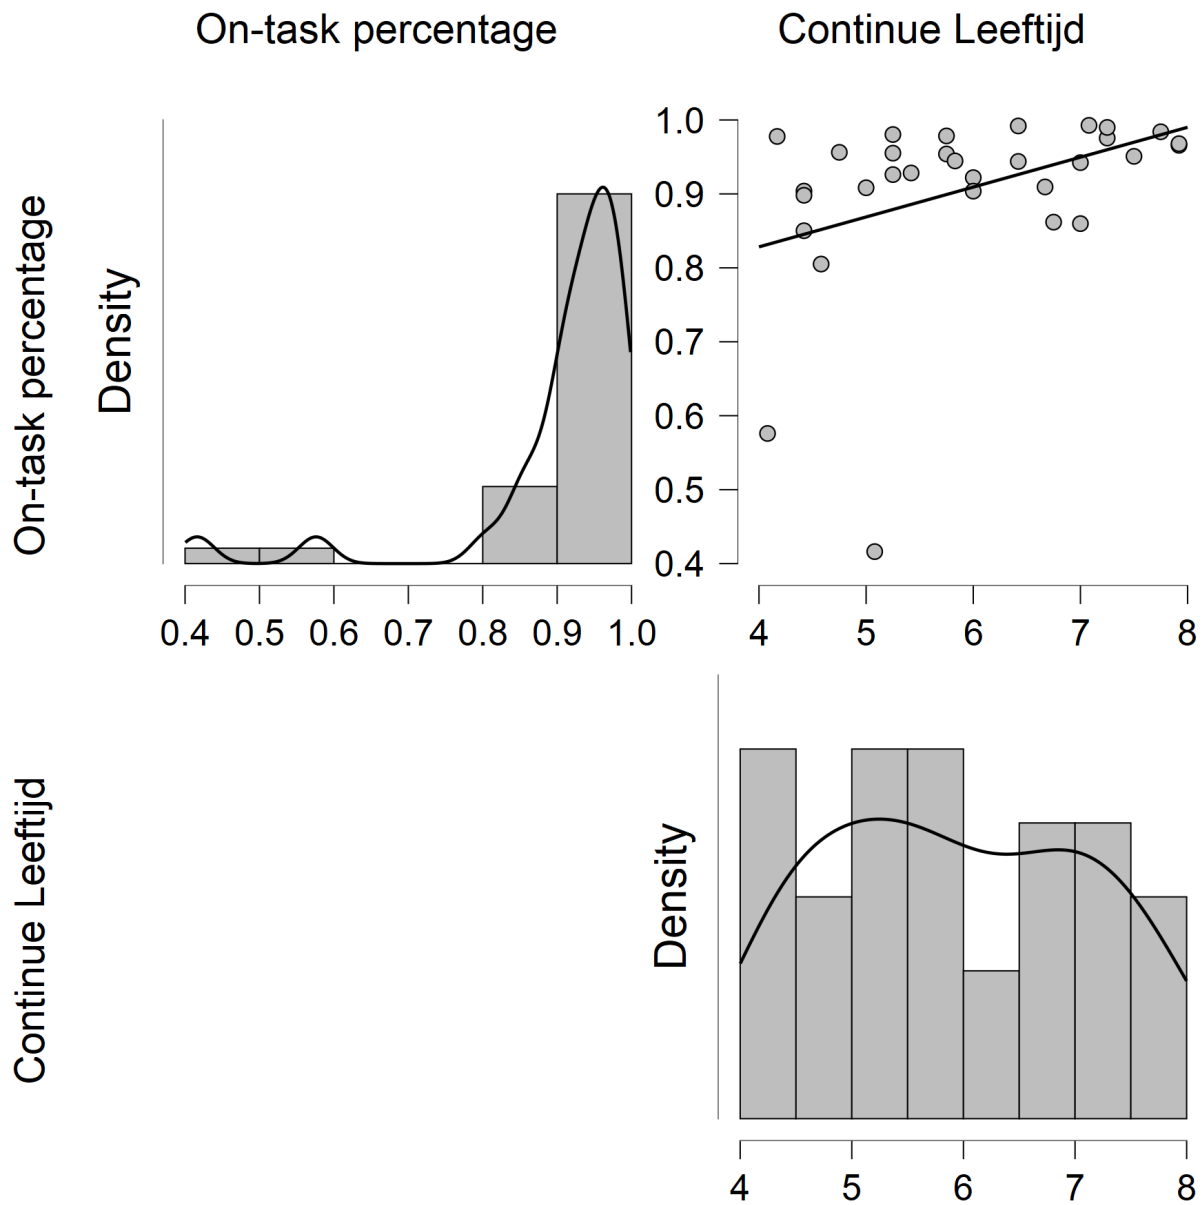 On-task percentage
Continue Leeftijd
On-task percentage
Density
0.4 0.5 0.6 0.7 0.8 0.9 1.0
1.0
0.9
0.8
0.7
0.6
0.5
0.4
4 5 6 7 8
Continue Leeftijd
Density
4 5 6 7 8